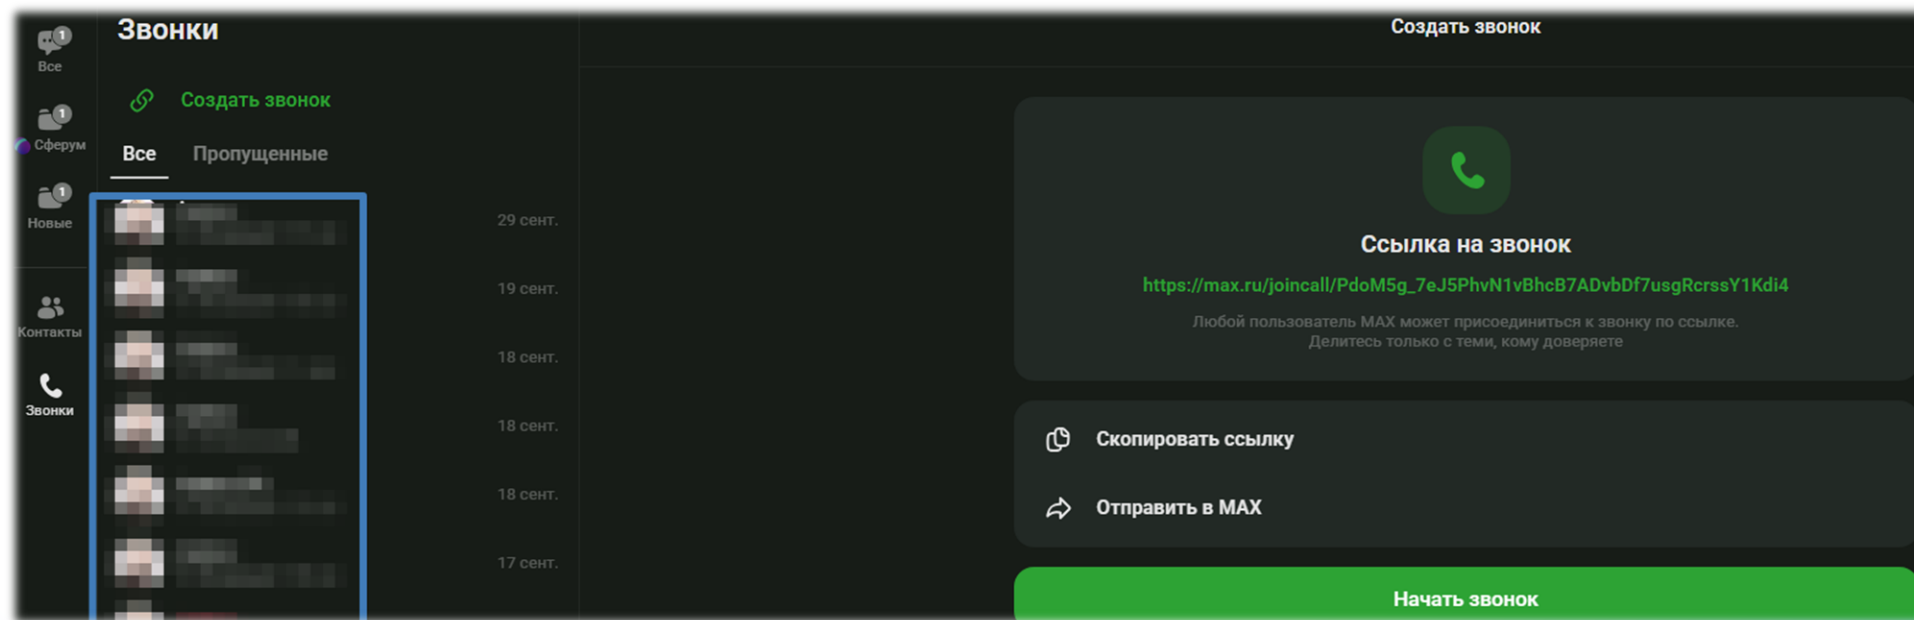 1
Все
1
Сферум
1
Новые
Контакты
Звонки
Звонки
Создать звонок
Все Пропущенные
29 сент.
19 сент.
18 сент.
18 сент.
18 сент.
17 сент.
Создать звонок
Ссылка на звонок
https://max.ru/joincall/PdoM5g_7eJ5PhvN1vBhcB7ADvbDf7usgRcrssY1Kdi4
Любой пользователь MAX может присоединиться к звонку по ссылке.
Делитесь только с теми, кому доверяете
Скопировать ссылку
Отправить в MAX
Начать звонок